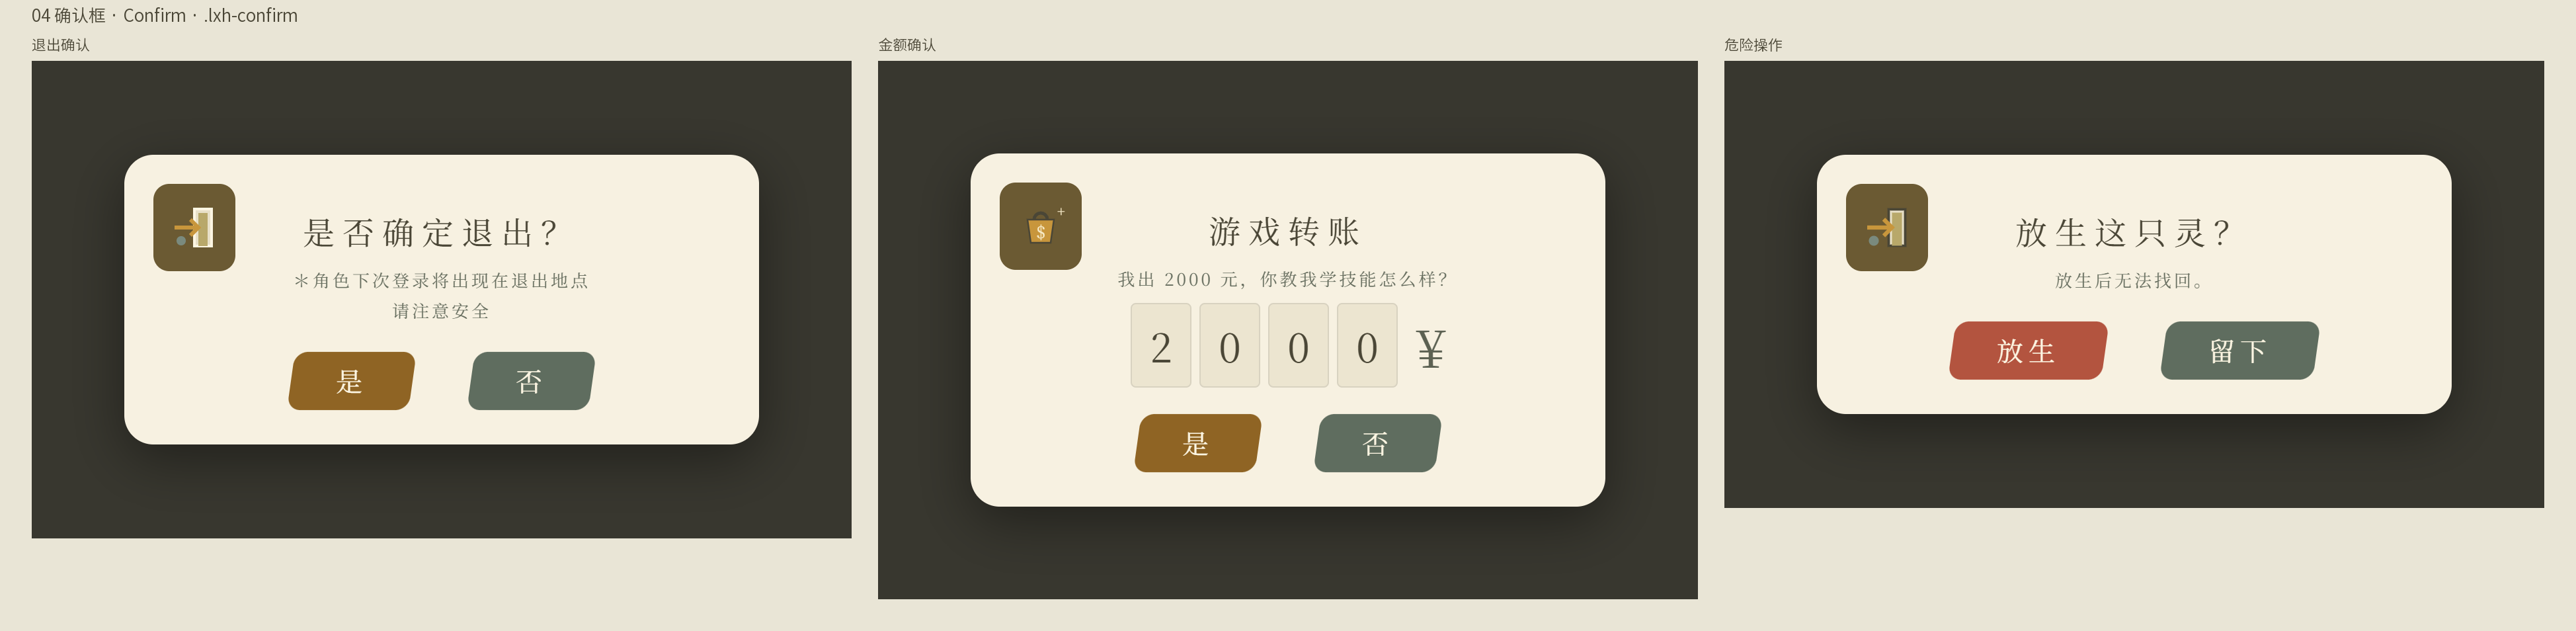 04 确认框 · Confirm · .lxh-confirm
退出确认
是否确定退出？
＊角色下次登录将出现在退出地点
请注意安全
是
否
金额确认
$
+
游戏转账
我出 2000 元，你教我学技能怎么样？
2 0 0 0 ¥
是
否
危险操作
放生这只灵？
放生后无法找回。
放生
留下